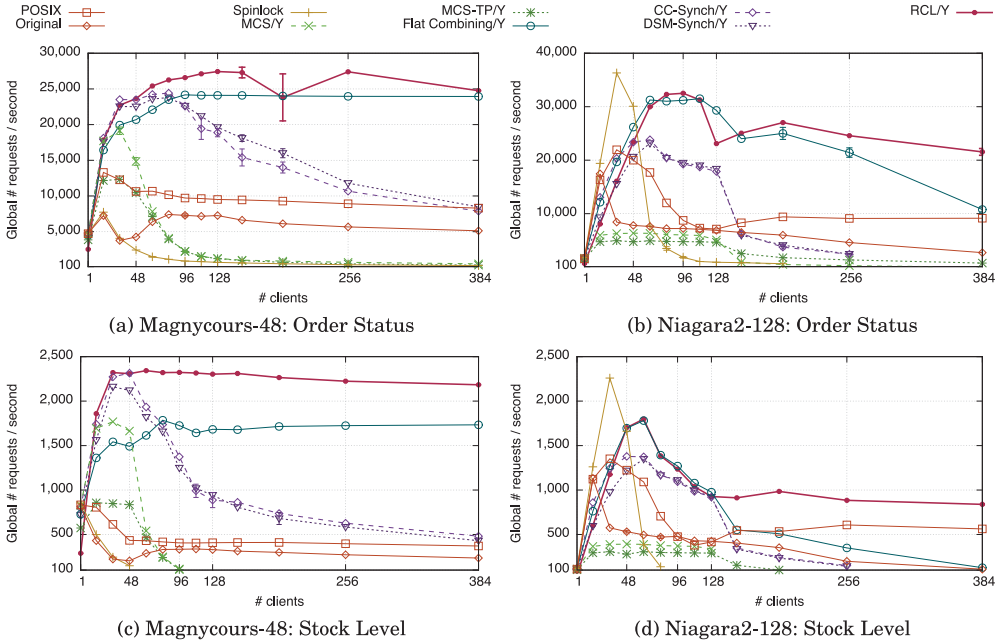 POSIX Spinlock MCS-TP/Y CC-Synch/Y RCL/Y
Original MCS/Y Flat Combining/Y DSM-Synch/Y
30,000
25,000
20,000
15,000
10,000
5,000
100
Global # requests / second
1 48 96 128 256 384
# clients
(a) Magnycours-48: Order Status
40,000
30,000
20,000
10,000
100
Global # requests / second
1 48 96 128 256 384
# clients
(b) Niagara2-128: Order Status
2,500
2,000
1,500
1,000
500
100
Global # requests / second
1 48 96 128 256 384
# clients
(c) Magnycours-48: Stock Level
2,500
2,000
1,500
1,000
500
100
Global # requests / second
1 48 96 128 256 384
# clients
(d) Niagara2-128: Stock Level